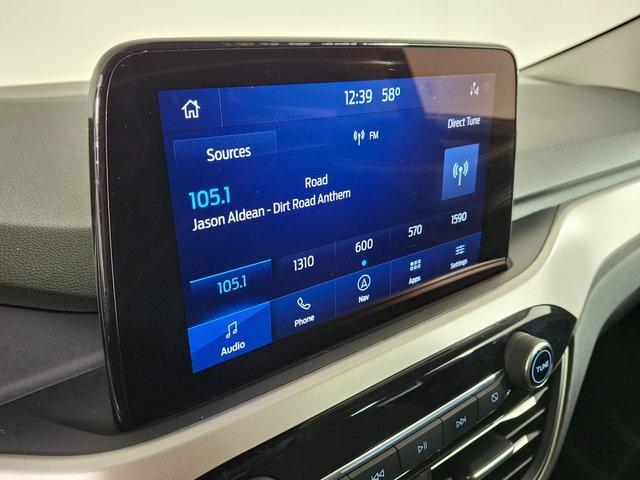 12:39 58°
FM
Direct Tune
Sources
105.1
Road
Jason Aldean - Dirt Road Anthem
105.1 1310 600 570 1590
Audio Phone Nav Apps Settings
TUNE